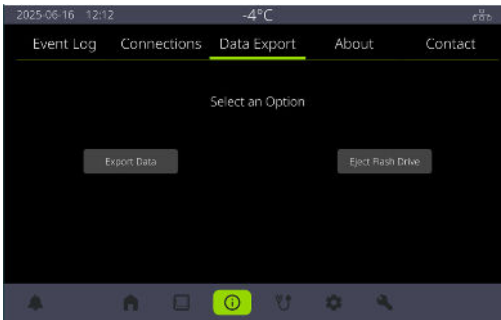 2025-06-16 12:12 -4°C
Event Log Connections Data Export About Contact
Select an Option
Export Data Eject Flash Drive